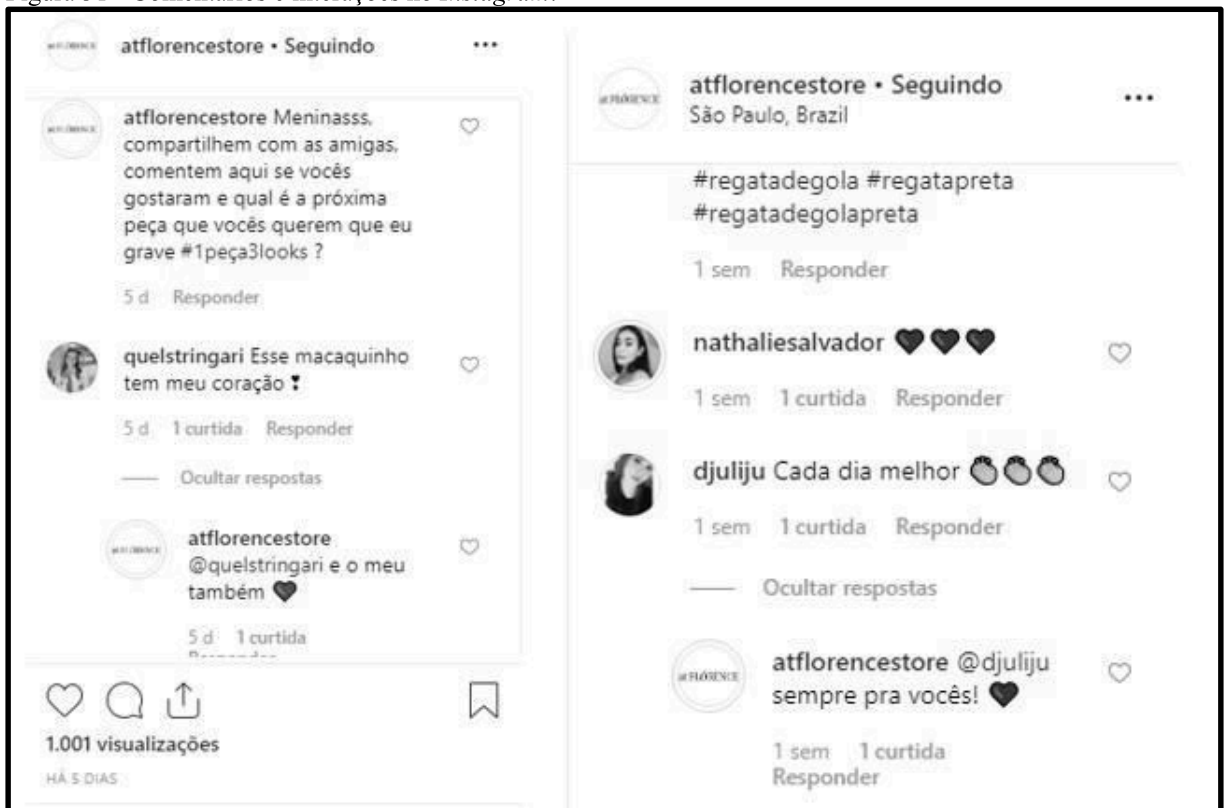 atflorencestore • Seguindo
atflorencestore Meninasss,
compartilhem com as amigas,
comentem aqui se vocês
gostaram e qual é a próxima
peça que vocês querem que eu
grave #1peça3looks ?
5 d Responder
quelstringari Esse macaquinho
tem meu coração ❣
5 d 1 curtida Responder
Ocultar respostas
atflorencestore
@quelstringari e o meu
também 🖤
5 d 1 curtida
1.001 visualizações
HÁ 5 DIAS
atFLORENCE
atflorencestore • Seguindo
São Paulo, Brazil
#regatadegola #regatapreta
#regatadegolapreta
1 sem Responder
nathaliesalvador 🖤🖤🖤
1 sem 1 curtida Responder
djuliju Cada dia melhor 👏👏👏
1 sem 1 curtida Responder
Ocultar respostas
atFLORENCE
atflorencestore @djuliju
sempre pra vocês! 🖤
1 sem 1 curtida
Responder